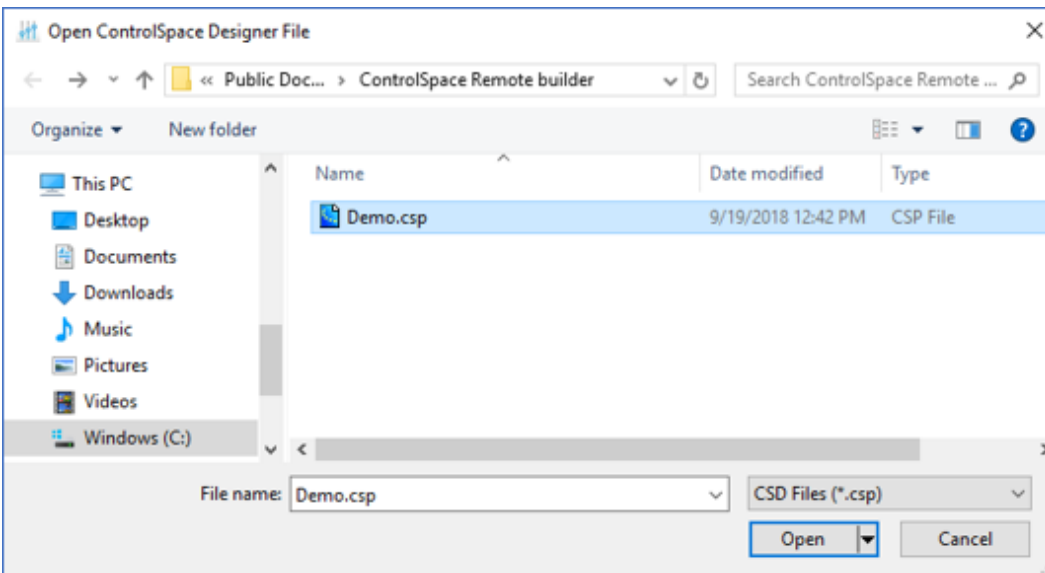 Open ControlSpace Designer File
« Public Doc... › ControlSpace Remote builder
Search ControlSpace Remote ...
Organize
New folder
Name
Date modified
Type
This PC
Desktop
Documents
Downloads
Music
Pictures
Videos
Windows (C:)
Demo.csp
9/19/2018 12:42 PM
CSP File
File name:
Demo.csp
CSD Files (*.csp)
Open
Cancel